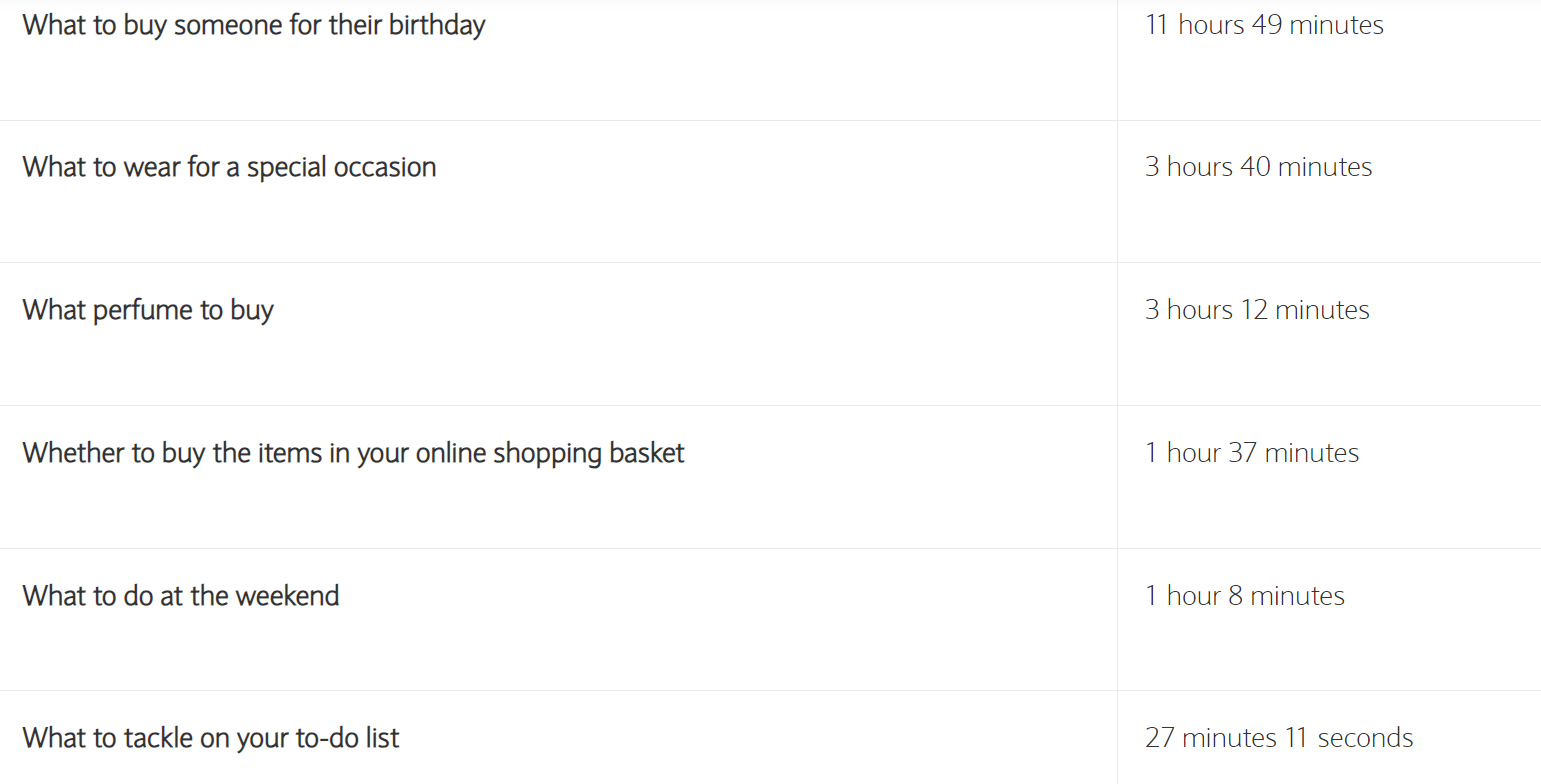 What to buy someone for their birthday 11 hours 49 minutes
What to wear for a special occasion 3 hours 40 minutes
What perfume to buy 3 hours 12 minutes
Whether to buy the items in your online shopping basket 1 hour 37 minutes
What to do at the weekend 1 hour 8 minutes
What to tackle on your to-do list 27 minutes 11 seconds